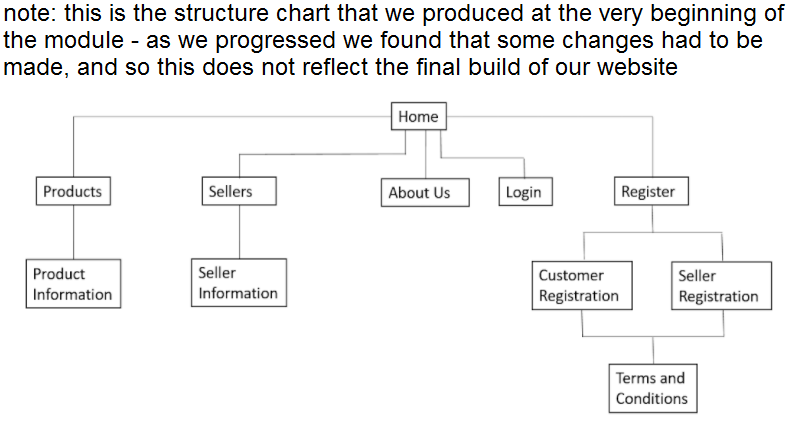 note: this is the structure chart that we produced at the very beginning of
the module - as we progressed we found that some changes had to be
made, and so this does not reflect the final build of our website
Home
Products
Sellers
About Us
Login
Register
Product
Information
Seller
Information
Customer
Registration
Seller
Registration
Terms and
Conditions